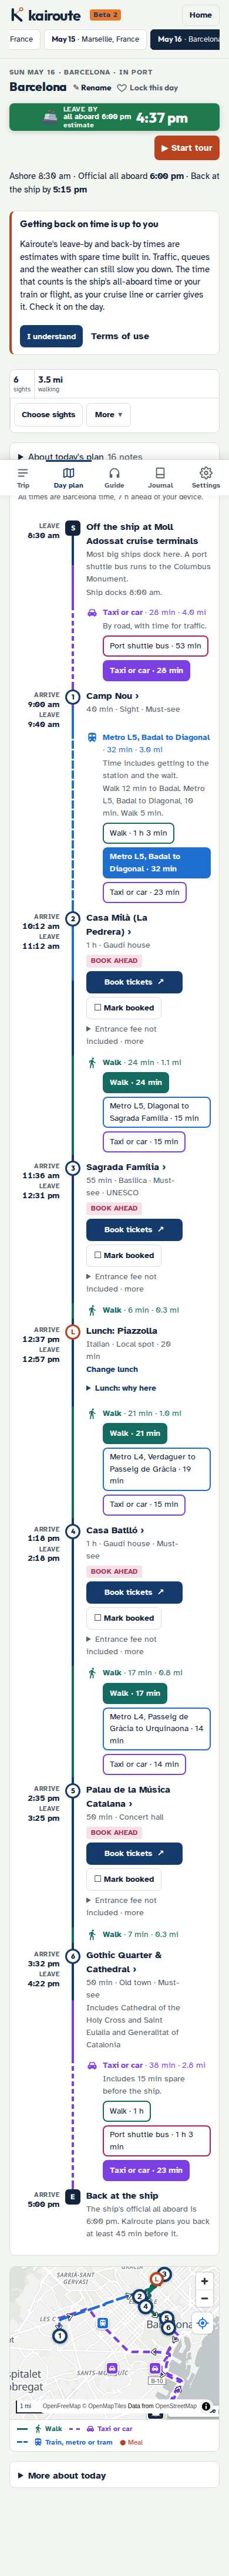 kairoute Beta 2 Home
France May 15 · Marseille, France May 16 · Barcelona
SUN MAY 16 · BARCELONA · IN PORT
Barcelona ✎ Rename Lock this day
LEAVE BY
all aboard 6:00 pm
estimate
4:37 pm
▶ Start tour
Ashore 8:30 am · Official all aboard 6:00 pm · Back at
the ship by 5:15 pm
Getting back on time is up to you
Kairoute's leave-by and back-by times are
estimates with spare time built in. Traffic, queues
and the weather can still slow you down. The time
that counts is the ship's all-aboard time or your
sailing time, as your cruise line or carrier gives
it. Check it on the day.
I understand Terms of use
6
sights
3.5 mi
walking
Choose sights More ▾
▶ About today's plan 16 notes
Trip Day plan Guide Journal Settings
All times are Barcelona time, 7 h ahead of your device.
LEAVE
8:30 am
S
Off the ship at Moll
Adossat cruise terminals
Most big ships dock here. A port
shuttle bus runs to the Columbus
Monument.
Ship docks 8:00 am.
Taxi or car · 28 min · 4.0 mi
By road, with time for traffic.
Port shuttle bus · 53 min
Taxi or car · 28 min
ARRIVE
9:00 am
LEAVE
9:40 am
1
Camp Nou ›
40 min · Sight · Must-see
Metro L5, Badal to Diagonal
· 32 min · 3.0 mi
Time includes getting to the
station and the wait.
Walk 12 min to Badal. Metro
L5, Badal to Diagonal, 10
min. Walk 5 min.
Walk · 1 h 3 min
Metro L5, Badal to
Diagonal · 32 min
Taxi or car · 23 min
ARRIVE
10:12 am
LEAVE
11:12 am
2
Casa Milà (La
Pedrera) ›
1 h · Gaudí house
BOOK AHEAD
Book tickets ↗
☐ Mark booked
▶ Entrance fee not
included · more
Walk · 24 min · 1.1 mi
Walk · 24 min
Metro L5, Diagonal to
Sagrada Família · 15 min
Taxi or car · 15 min
ARRIVE
11:36 am
LEAVE
12:31 pm
3
Sagrada Família ›
55 min · Basilica · Must-
see · UNESCO
BOOK AHEAD
Book tickets ↗
☐ Mark booked
▶ Entrance fee not
included · more
Walk · 6 min · 0.3 mi
ARRIVE
12:37 pm
LEAVE
12:57 pm
L
Lunch: Piazzolla
Italian · Local spot · 20
min
Change lunch
▶ Lunch: why here
Walk · 21 min · 1.0 mi
Walk · 21 min
Metro L4, Verdaguer to
Passeig de Gràcia · 19
min
Taxi or car · 15 min
ARRIVE
1:18 pm
LEAVE
2:18 pm
4
Casa Batlló ›
1 h · Gaudí house · Must-
see
BOOK AHEAD
Book tickets ↗
☐ Mark booked
▶ Entrance fee not
included · more
Walk · 17 min · 0.8 mi
Walk · 17 min
Metro L4, Passeig de
Gràcia to Urquinaona · 14
min
Taxi or car · 14 min
ARRIVE
2:35 pm
LEAVE
3:25 pm
5
Palau de la Música
Catalana ›
50 min · Concert hall
BOOK AHEAD
Book tickets ↗
☐ Mark booked
▶ Entrance fee not
included · more
Walk · 7 min · 0.3 mi
ARRIVE
3:32 pm
LEAVE
4:22 pm
6
Gothic Quarter &
Cathedral ›
50 min · Old town · Must-
see
Includes Cathedral of the
Holy Cross and Saint
Eulalia and Generalitat of
Catalonia
Taxi or car · 38 min · 2.8 mi
Includes 15 min spare
before the ship.
Walk · 1 h
Port shuttle bus · 1 h 3
min
Taxi or car · 23 min
ARRIVE
5:00 pm
E
Back at the ship
The ship's official all aboard is
6:00 pm. Kairoute plans you
back at least 45 min before it.
SARRIÀ-SANT
GERVASI
LES C
SANTS-MONTJUÏC
B-10
1 2 3 4 5 6 L
+
−
1 mi
OpenFreeMap © OpenMapTiles Data from OpenStreetMap
Walk Taxi or car
Train, metro or tram Meal
▶ More about today